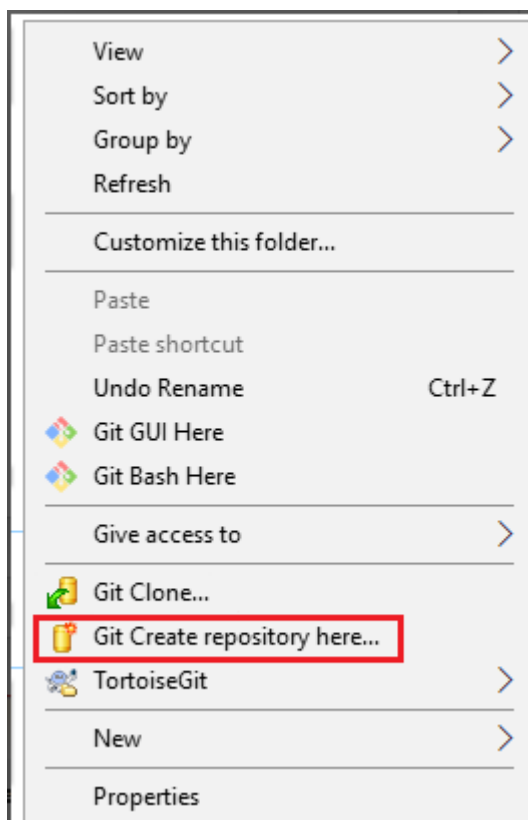 View
Sort by
Group by
Refresh
Customize this folder...
Paste
Paste shortcut
Undo Rename Ctrl+Z
Git GUI Here
Git Bash Here
Give access to
Git Clone...
Git Create repository here...
TortoiseGit
New
Properties